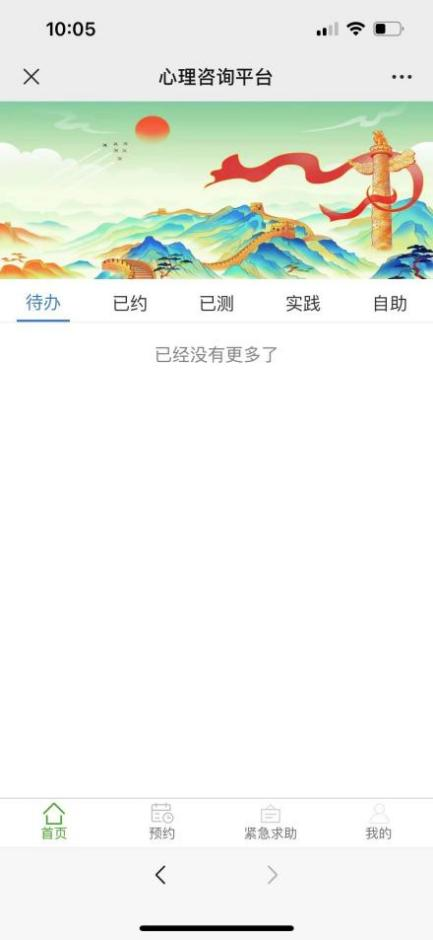 10:05
心理咨询平台
待办 已约 已测 实践 自助
已经没有更多了
首页 预约 紧急求助 我的